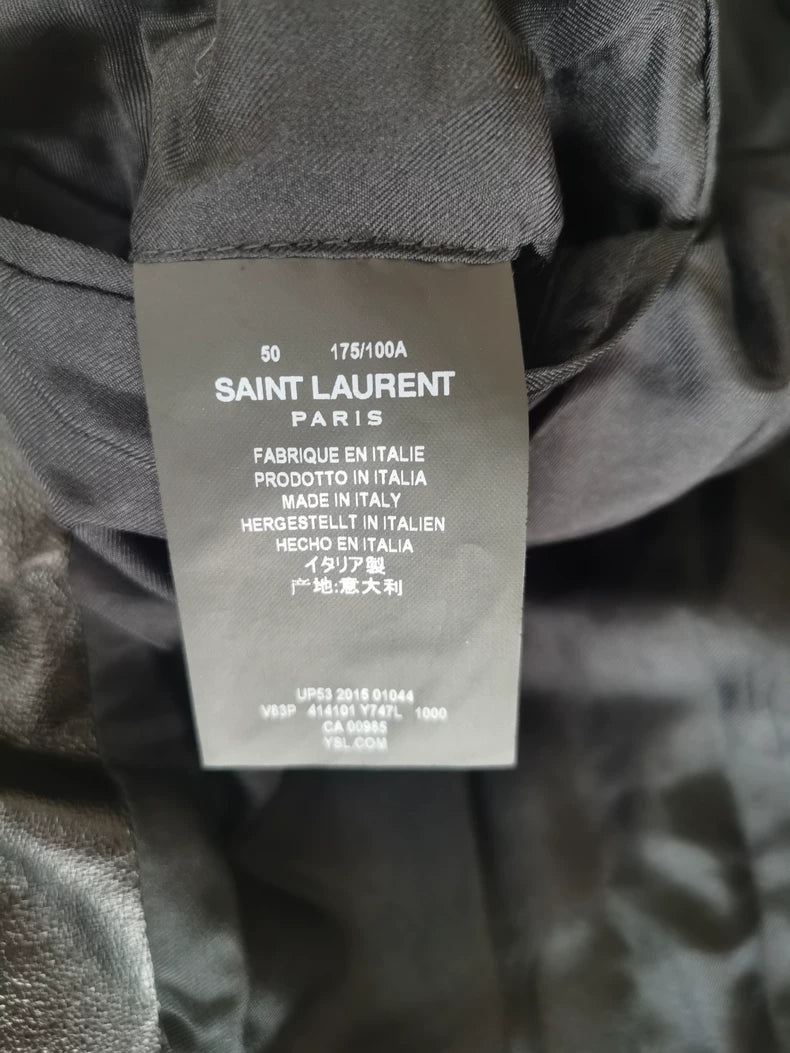 50 175/100A
SAINT LAURENT
PARIS
FABRIQUE EN ITALIE
PRODOTTO IN ITALIA
MADE IN ITALY
HERGESTELLT IN ITALIEN
HECHO EN ITALIA
イタリア製
产地:意大利
UP53 2015 01044
V63P 414101 Y747L 1000
CA 00985
YSL.COM